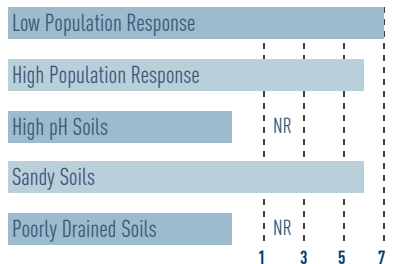 Low Population Response
High Population Response
High pH Soils NR
Sandy Soils
Poorly Drained Soils NR
1 3 5 7